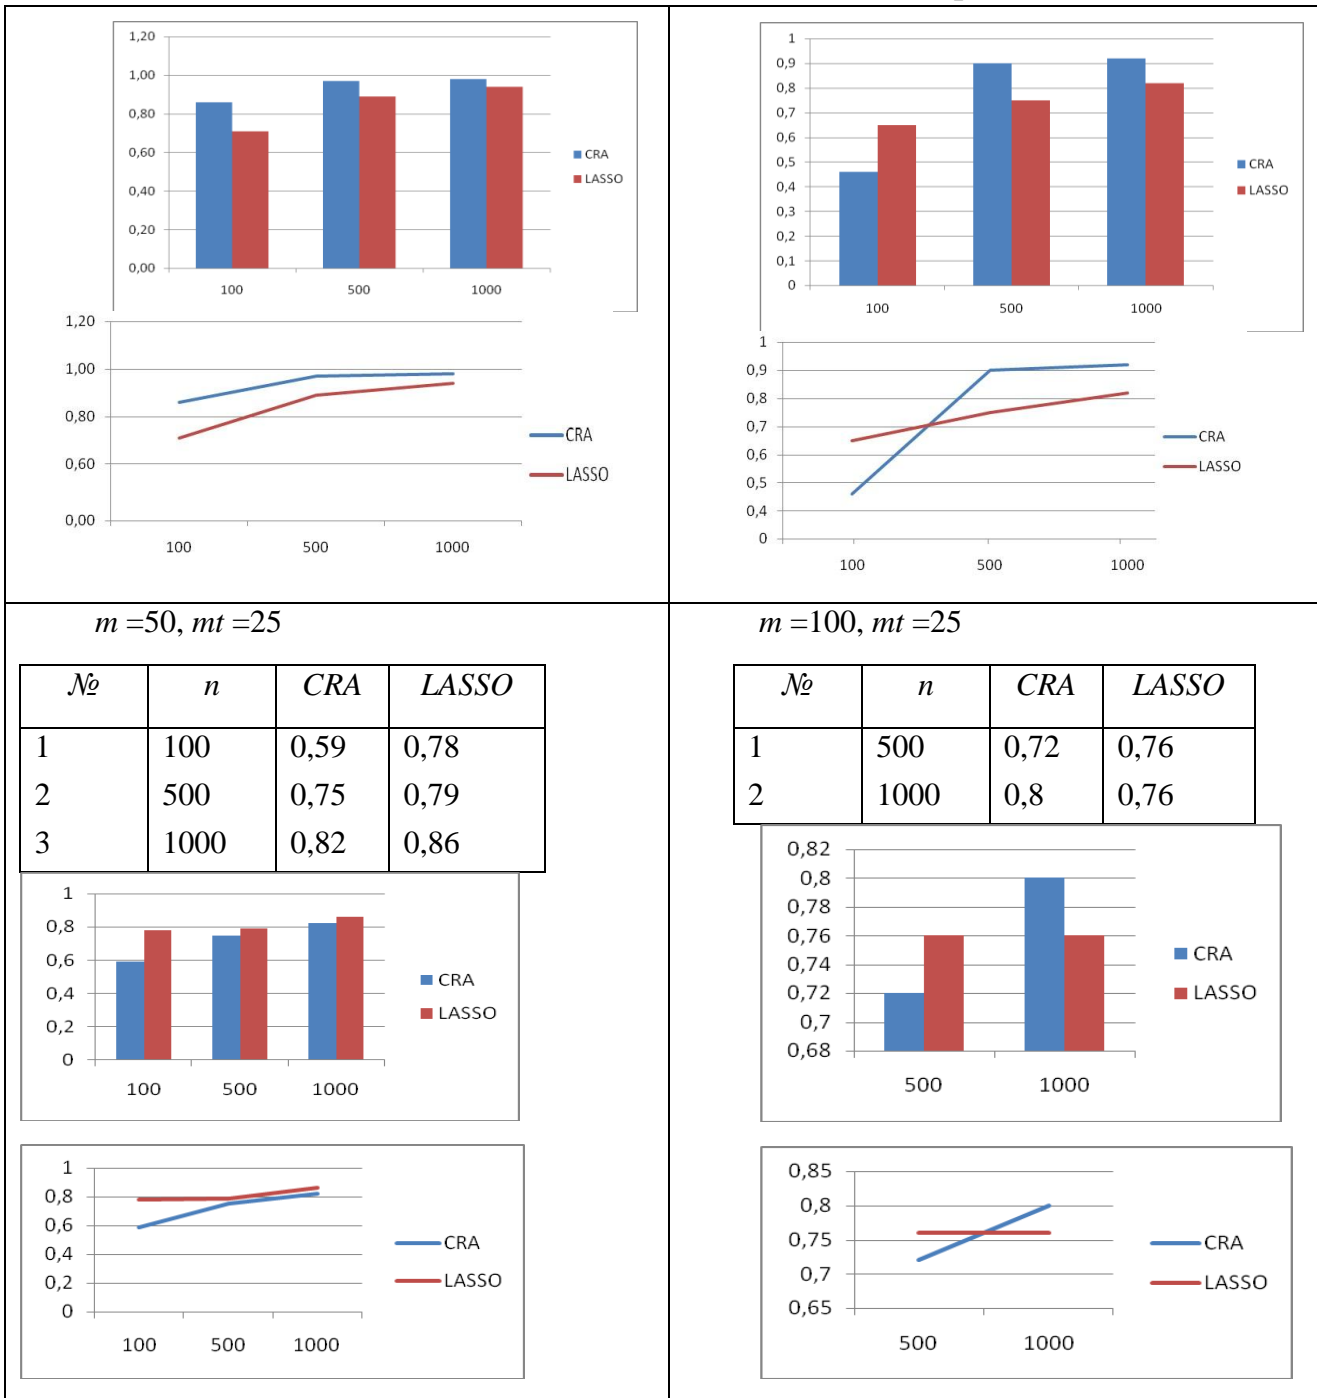 1,20
1,00
0,80
0,60
0,40
0,20
0,00
100 500 1000
CRA
LASSO
1,20
1,00
0,80
0,60
0,00
100 500 1000
CRA
LASSO
1
0,9
0,8
0,7
0,6
0,5
0,4
0,3
0,2
0,1
0
100 500 1000
CRA
LASSO
1
0,9
0,8
0,7
0,6
0,5
0,4
0
100 500 1000
CRA
LASSO
m =50, mt =25
№ n CRA LASSO
1 100 0,59 0,78
2 500 0,75 0,79
3 1000 0,82 0,86
1
0,8
0,6
0,4
0,2
0
100 500 1000
CRA
LASSO
1
0,8
0,6
0,4
0,2
0
100 500 1000
CRA
LASSO
m =100, mt =25
№ n CRA LASSO
1 500 0,72 0,76
2 1000 0,8 0,76
0,82
0,8
0,78
0,76
0,74
0,72
0,7
0,68
500 1000
CRA
LASSO
0,85
0,8
0,75
0,7
0,65
500 1000
CRA
LASSO